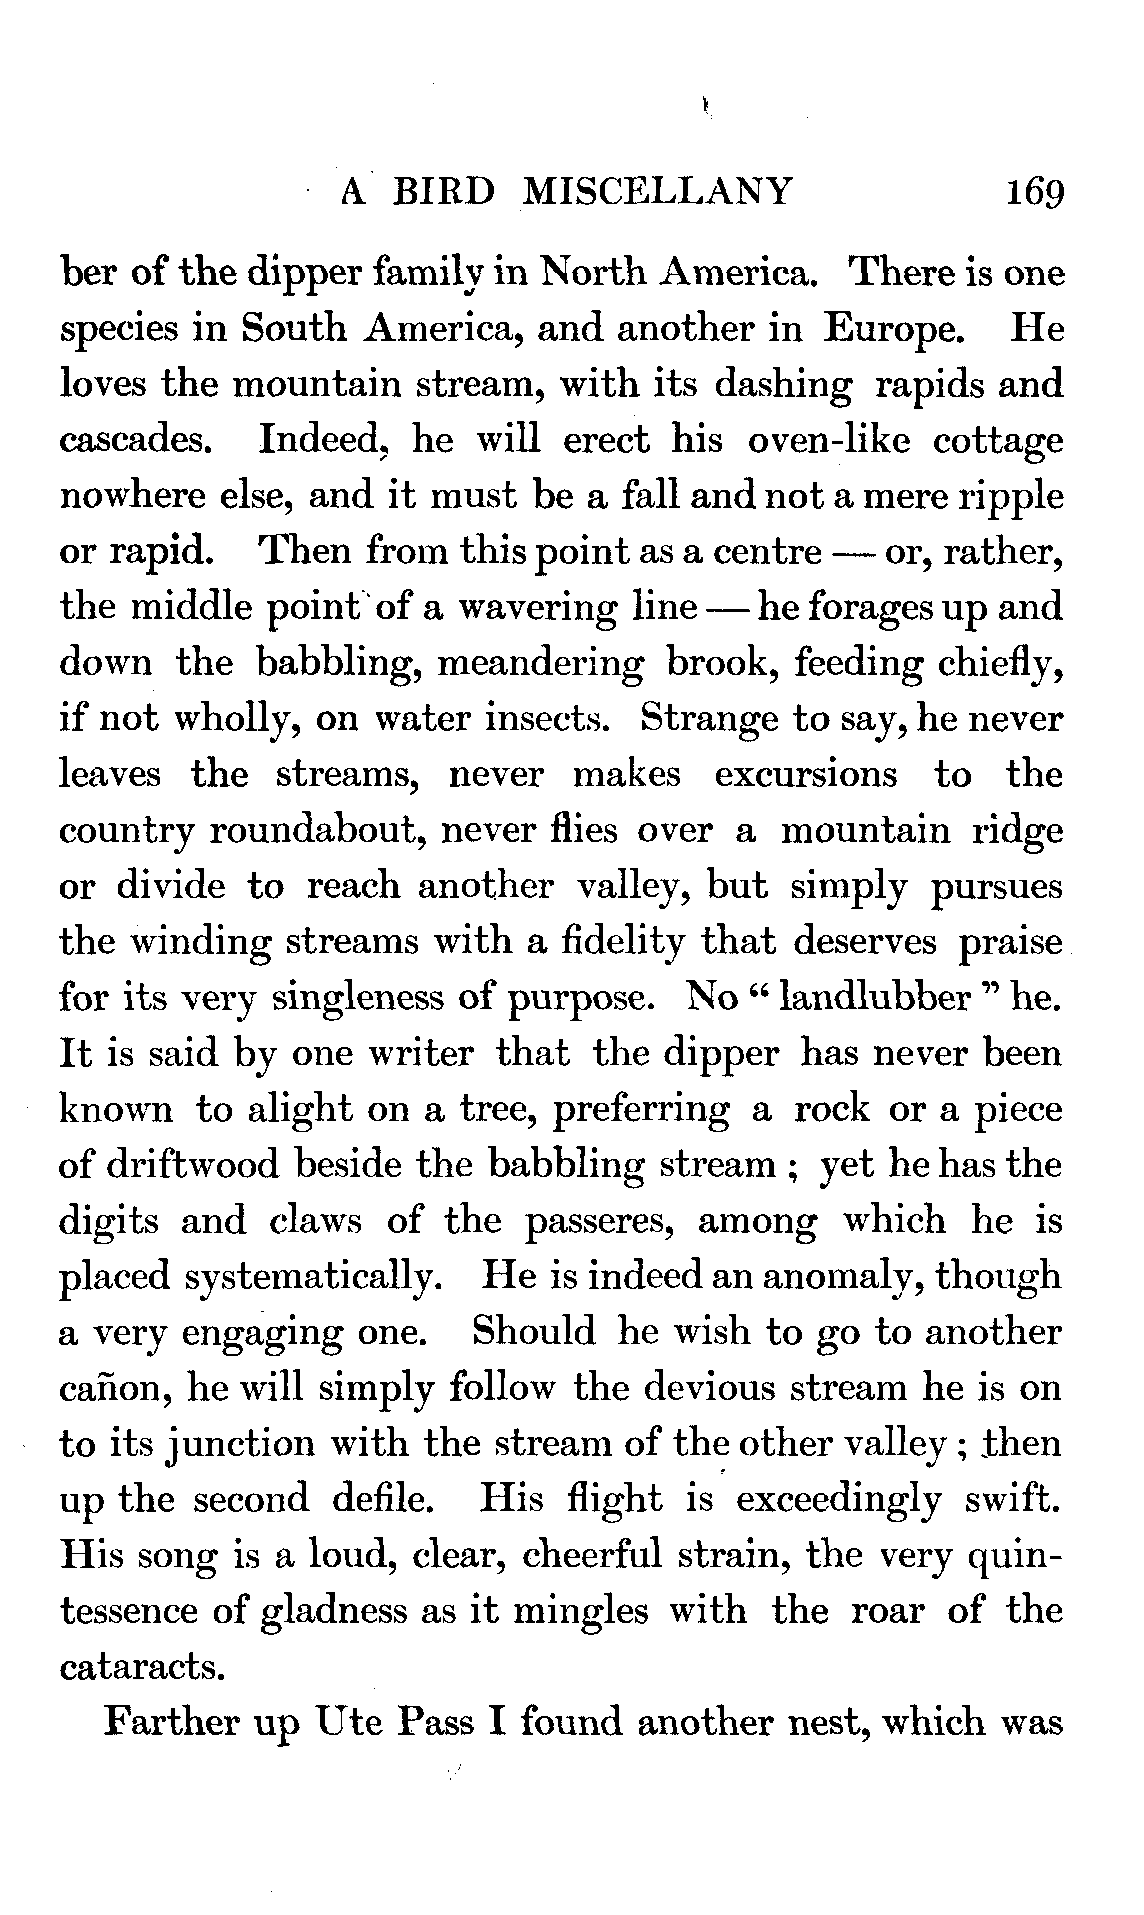 A BIRD MISCELLANY 169
ber of the dipper family in North America. There is one
species in South America, and another in Europe. He
loves the mountain stream, with its dashing rapids and
cascades. Indeed, he will erect his oven-like cottage
nowhere else, and it must be a fall and not a mere ripple
or rapid. Then from this point as a centre — or, rather,
the middle point of a wavering line — he forages up and
down the babbling, meandering brook, feeding chiefly,
if not wholly, on water insects. Strange to say, he never
leaves the streams, never makes excursions to the
country roundabout, never flies over a mountain ridge
or divide to reach another valley, but simply pursues
the winding streams with a fidelity that deserves praise
for its very singleness of purpose. No “ landlubber ” he.
It is said by one writer that the dipper has never been
known to alight on a tree, preferring a rock or a piece
of driftwood beside the babbling stream ; yet he has the
digits and claws of the passeres, among which he is
placed systematically. He is indeed an anomaly, though
a very engaging one. Should he wish to go to another
cañon, he will simply follow the devious stream he is on
to its junction with the stream of the other valley ; then
up the second defile. His flight is exceedingly swift.
His song is a loud, clear, cheerful strain, the very quin-
tessence of gladness as it mingles with the roar of the
cataracts.
Farther up Ute Pass I found another nest, which was